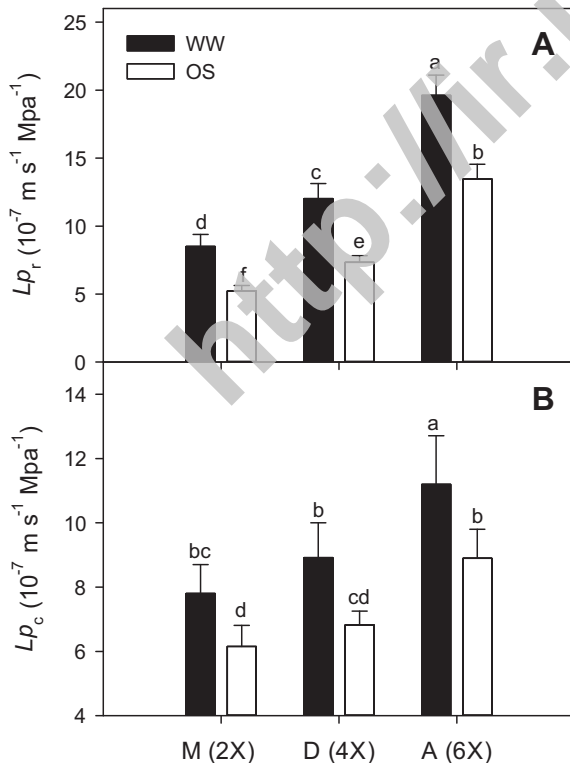 A
WW
OS
Lpr (10-7 m s-1 Mpa-1)
25
20
15
10
5
0
d
f
c
e
a
b
B
Lpc (10-7 m s-1 Mpa-1)
14
12
10
8
6
4
bc
d
b
cd
a
b
M (2X) D (4X) A (6X)
http://ir.